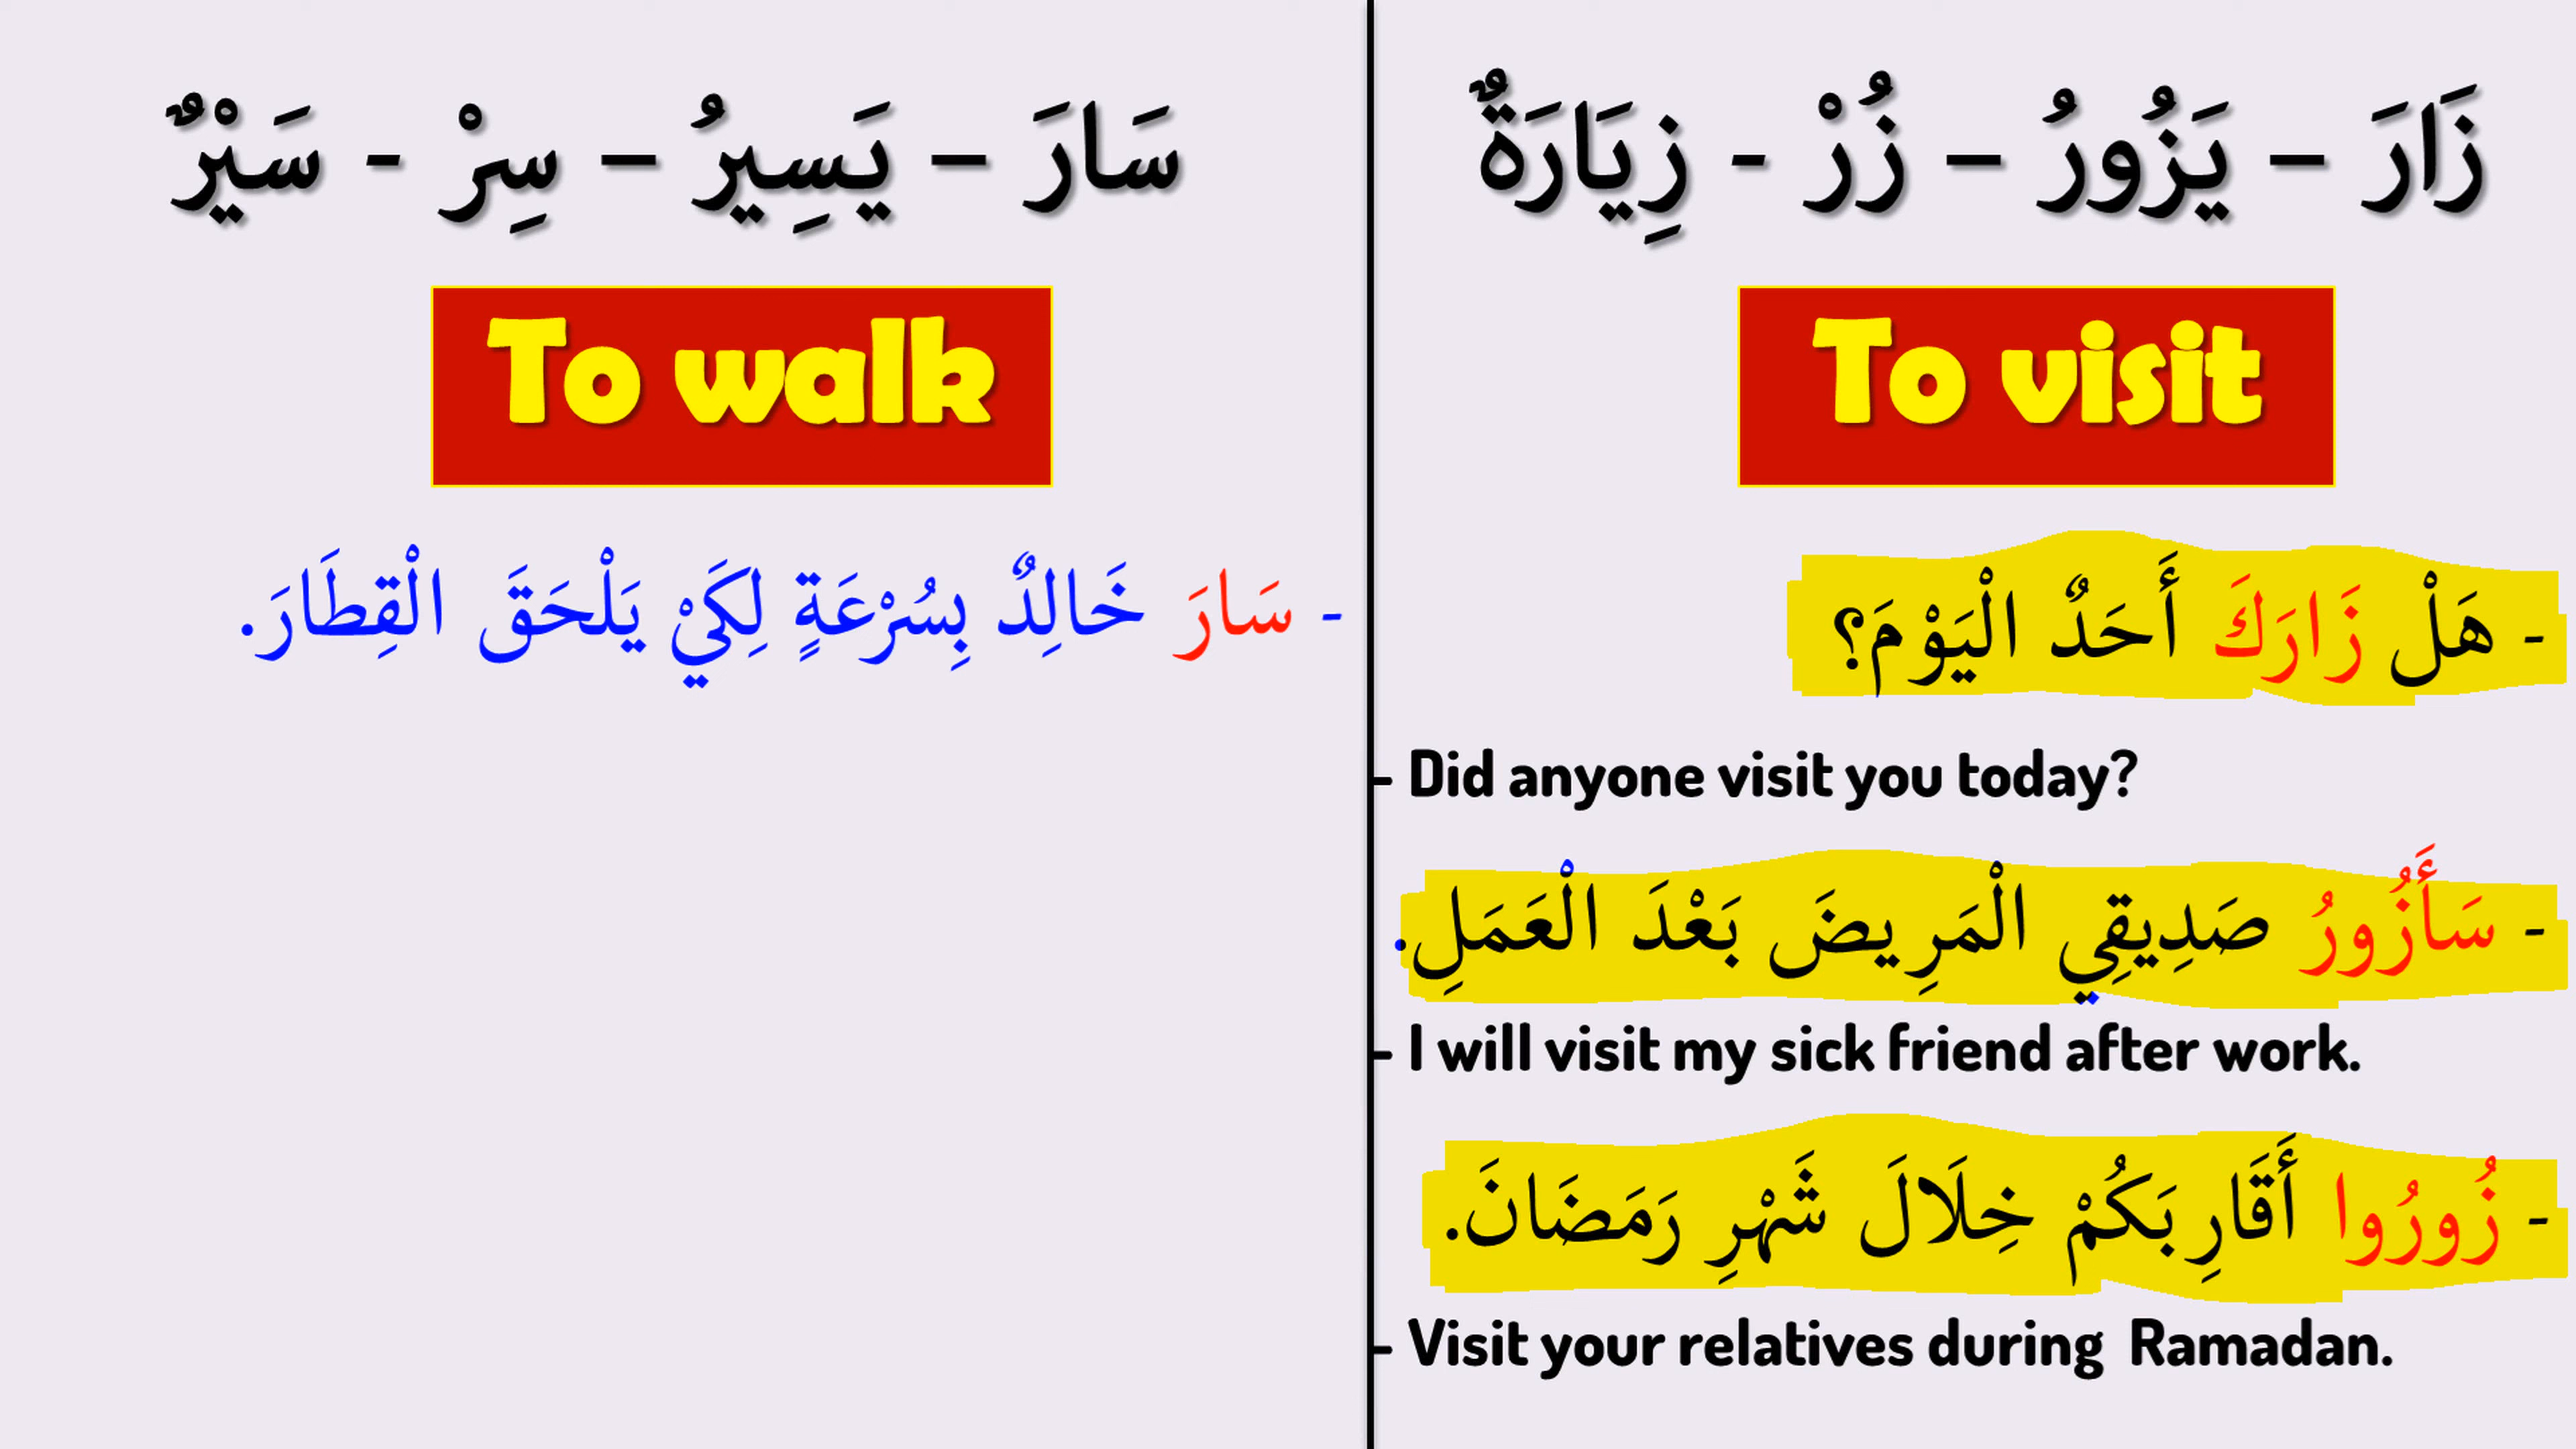 زَارَ – يَزُورُ – زُرْ - زِيَارَةٌ
To visit
- هَلْ زَارَكَ أَحَدٌ الْيَوْمَ؟
- Did anyone visit you today?
- سَأَزُورُ صَدِيقِي الْمَرِيضَ بَعْدَ الْعَمَلِ.
- I will visit my sick friend after work.
- زُورُوا أَقَارِبَكُمْ خِلَالَ شَهْرِ رَمَضَانَ.
- Visit your relatives during Ramadan.
سَارَ – يَسِيرُ – سِرْ - سَيْرٌ
To walk
- سَارَ خَالِدٌ بِسُرْعَةٍ لِكَيْ يَلْحَقَ الْقِطَارَ.